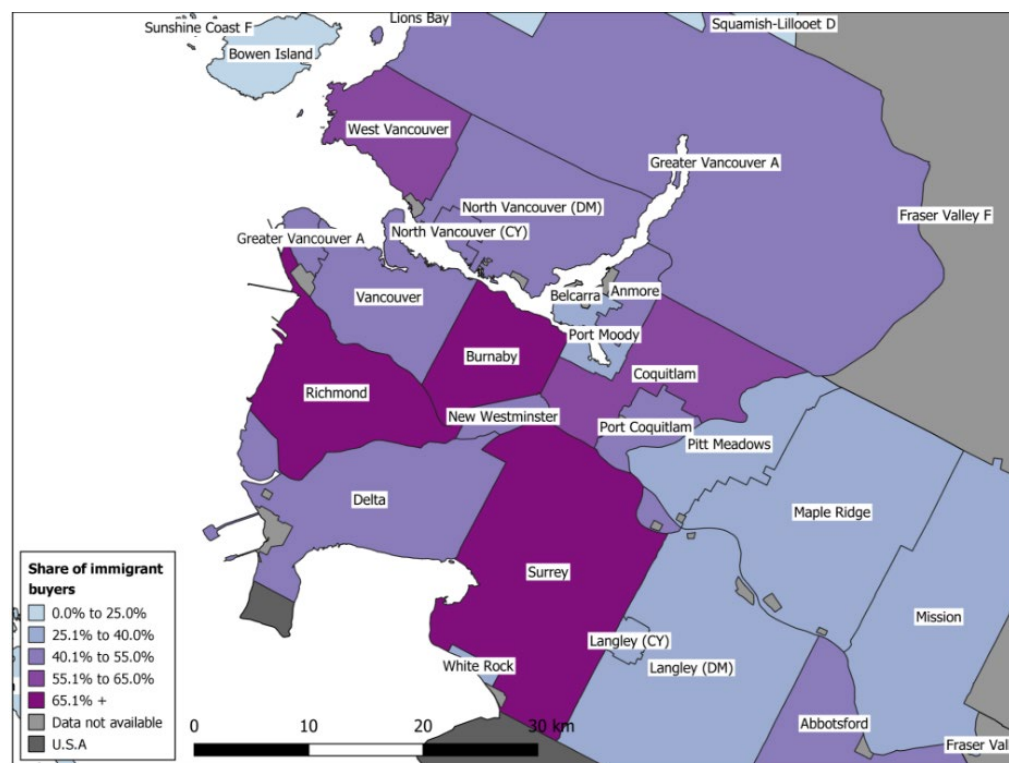 Lions Bay
Squamish-Lillooet D
Sunshine Coast F
Bowen Island
West Vancouver
Greater Vancouver A
North Vancouver (DM)
Fraser Valley F
North Vancouver (CY)
Greater Vancouver A
Belcarra
Anmore
Vancouver
Port Moody
Burnaby
Coquitlam
Richmond
New Westminster
Port Coquitlam
Pitt Meadows
Delta
Maple Ridge
Surrey
Mission
Langley (CY)
White Rock
Langley (DM)
Abbotsford
Fraser Vall
Share of immigrant
buyers
0.0% to 25.0%
25.1% to 40.0%
40.1% to 55.0%
55.1% to 65.0%
65.1% +
Data not available
U.S.A
0 10 20 30 km